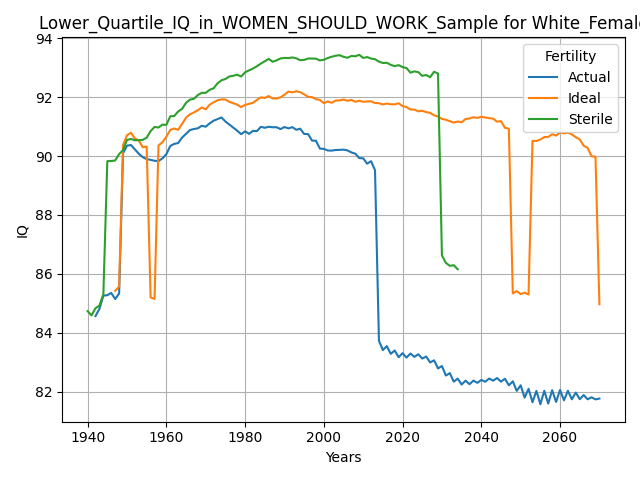 Lower_Quartile_IQ_in_WOMEN_SHOULD_WORK_Sample for White_Female
94
92
90
88
86
84
82
IQ
Fertility
Actual
Ideal
Sterile
1940 1960 1980 2000 2020 2040 2060
Years